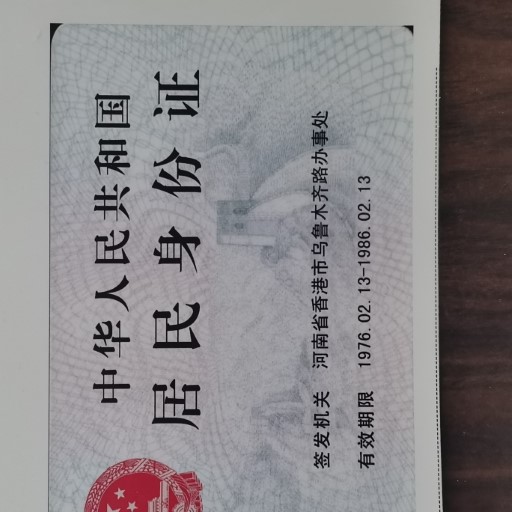 中华人民共和国
居民身份证
签发机关 河南省香港市乌鲁木齐路办事处
有效期限 1976.02.13-1986.02.13